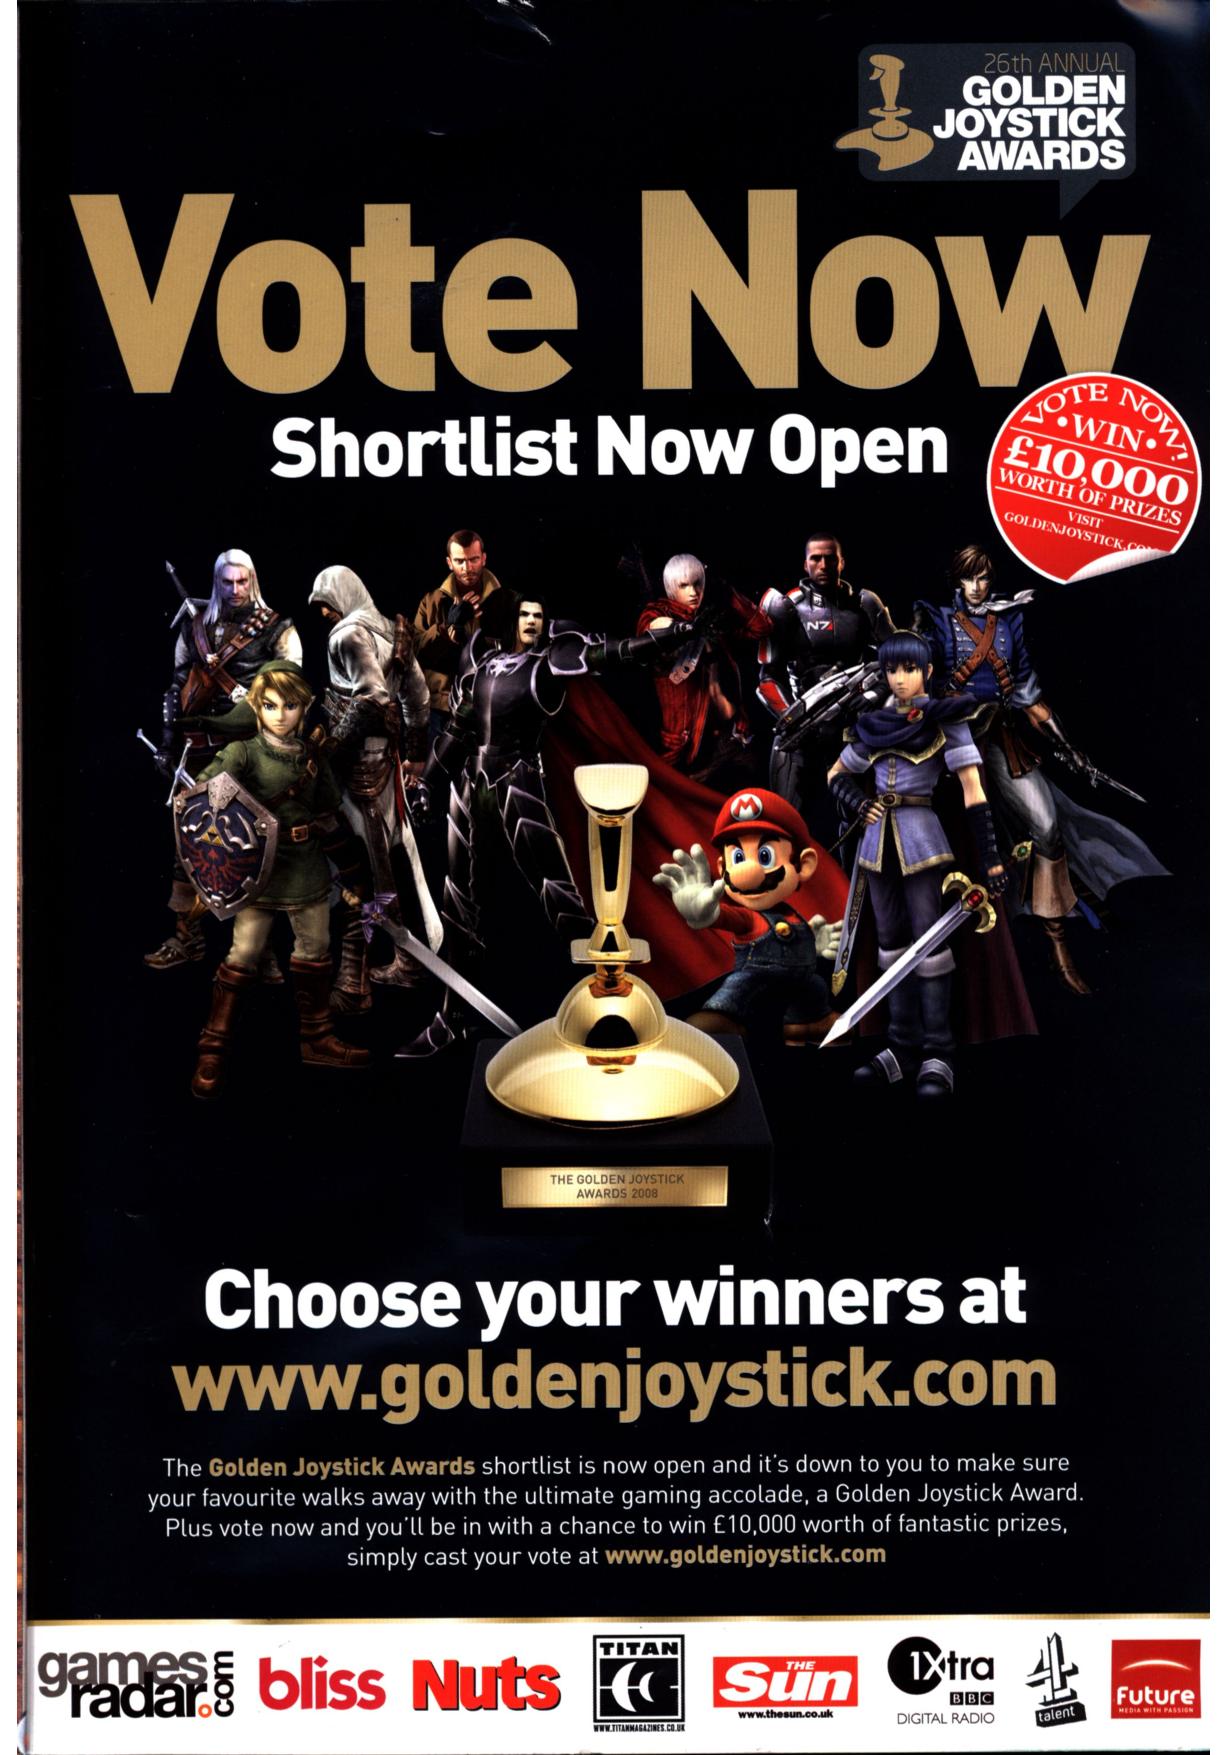 26th ANNUAL
GOLDEN
JOYSTICK
AWARDS
Vote Now
Shortlist Now Open
VOTE NOW!
• WIN •
£10,000
WORTH OF PRIZES
VISIT
GOLDENJOYSTICK.CO
N7
M
THE GOLDEN JOYSTICK
AWARDS 2008
Choose your winners at
www.goldenjoystick.com
The Golden Joystick Awards shortlist is now open and it's down to you to make sure
your favourite walks away with the ultimate gaming accolade, a Golden Joystick Award.
Plus vote now and you'll be in with a chance to win £10,000 worth of fantastic prizes,
simply cast your vote at www.goldenjoystick.com
games
radar.com
bliss
Nuts
TITAN
WWW.TITANMAGAZINES.CO.UK
THE
Sun
www.thesun.co.uk
1Xtra
BBC
DIGITAL RADIO
4
talent
Future
MEDIA WITH PASSION